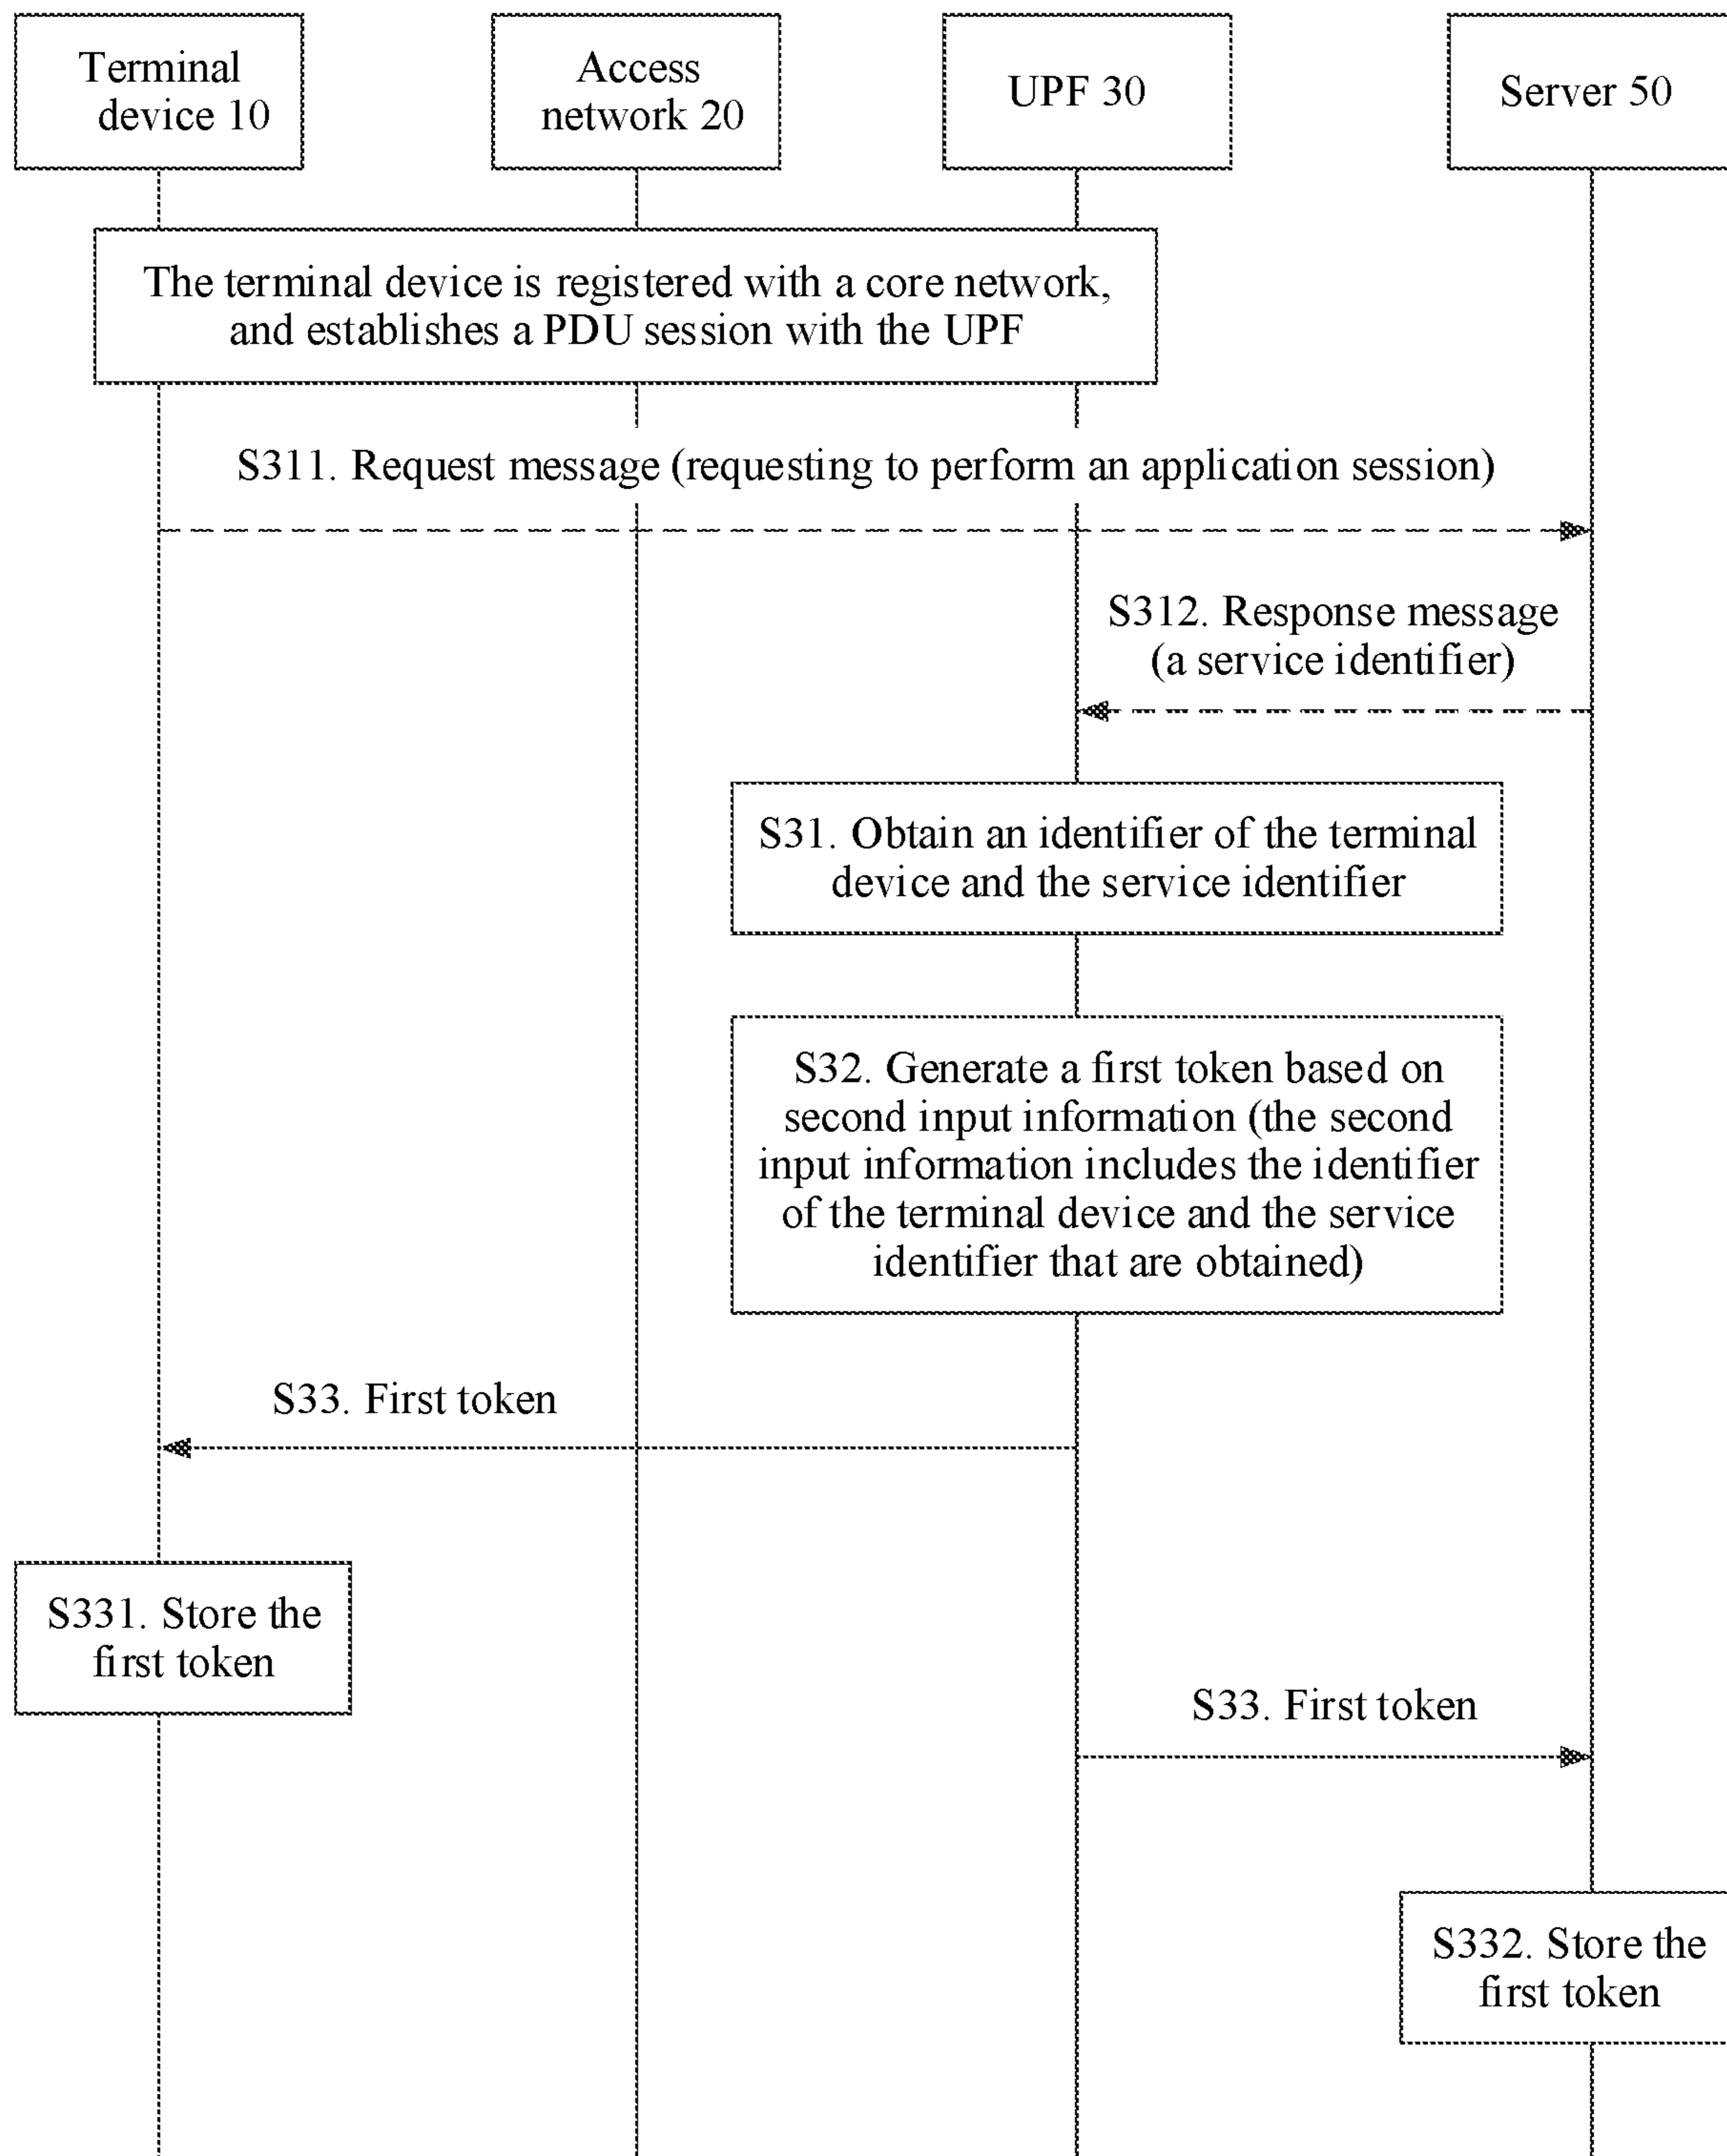 Terminal
device 10
Access
network 20
UPF 30
Server 50
The terminal device is registered with a core network,
and establishes a PDU session with the UPF
S311. Request message (requesting to perform an application session)
S312. Response message
(a service identifier)
S31. Obtain an identifier of the terminal
device and the service identifier
S32. Generate a first token based on
second input information (the second
input information includes the identifier
of the terminal device and the service
identifier that are obtained)
S33. First token
S331. Store the
first token
S33. First token
S332. Store the
first token